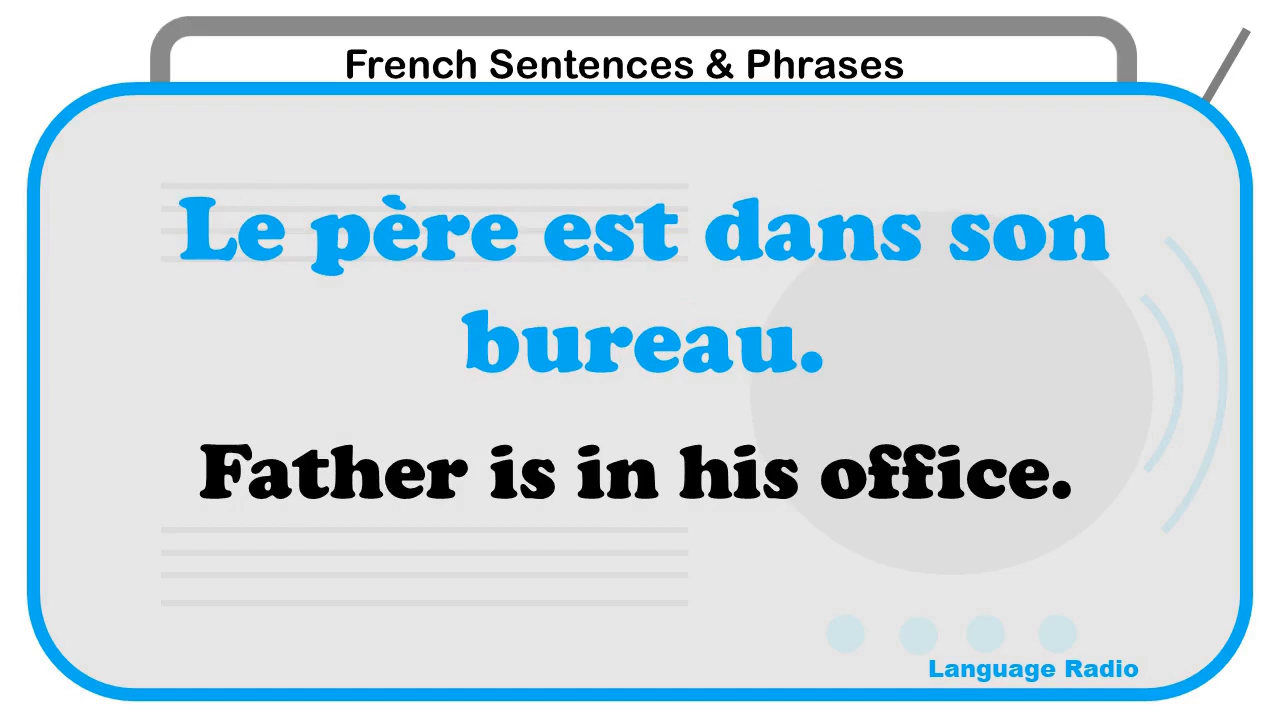 French Sentences & Phrases
Le père est dans son
bureau.
Father is in his office.
Language Radio